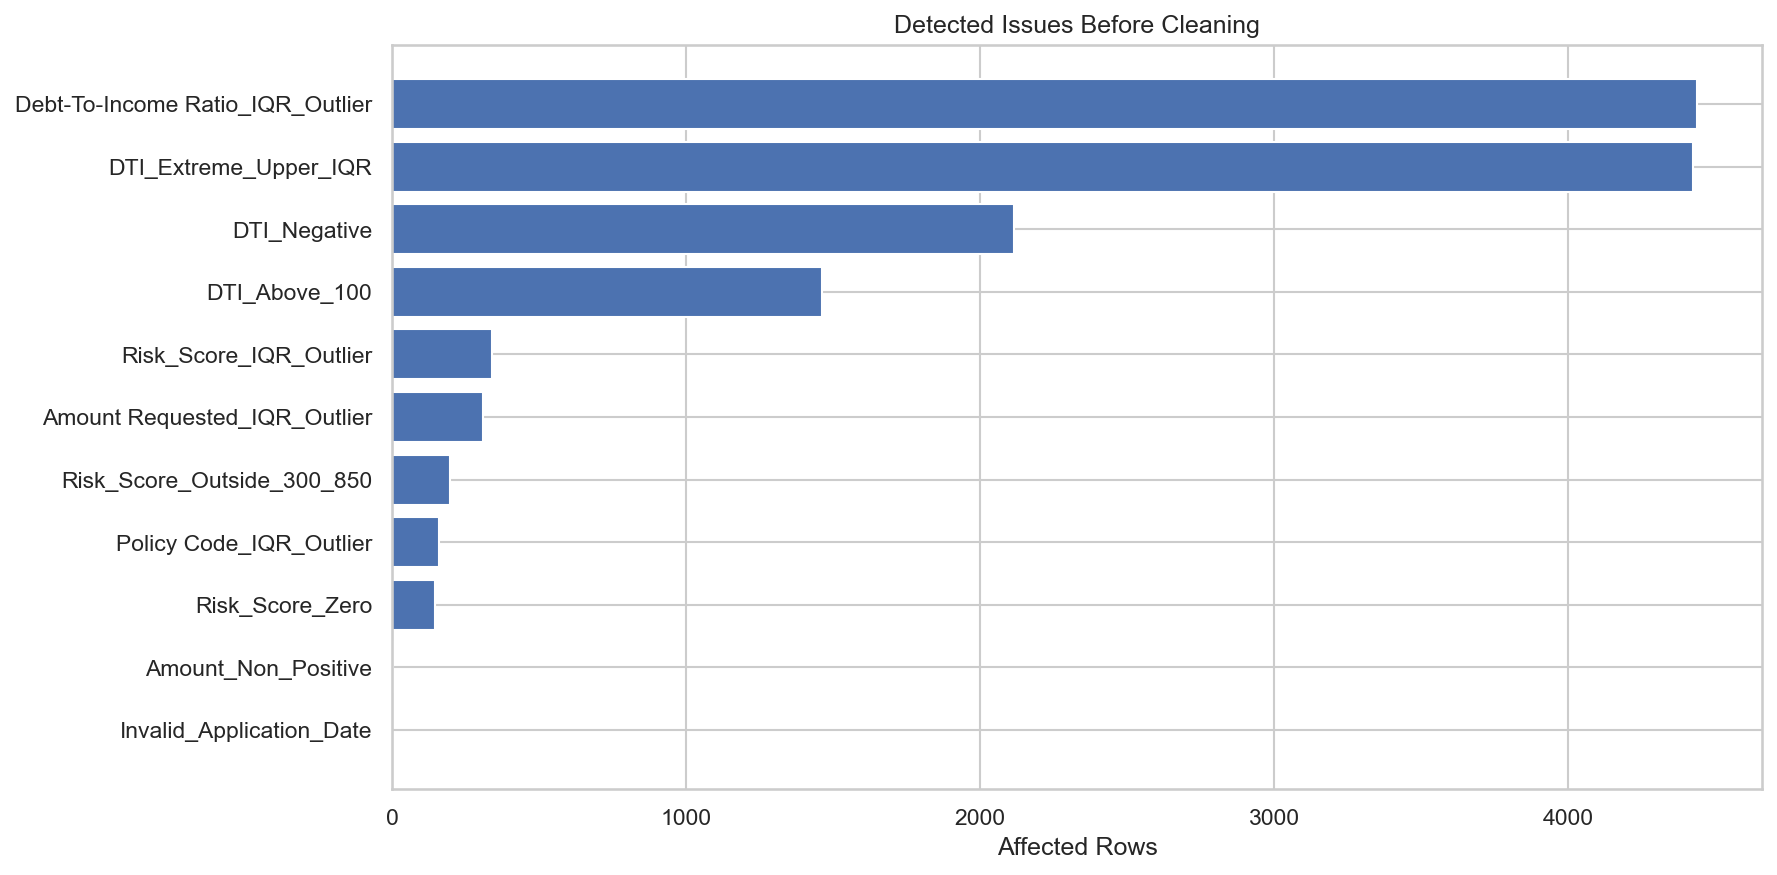 Detected Issues Before Cleaning
Debt-To-Income Ratio_IQR_Outlier
DTI_Extreme_Upper_IQR
DTI_Negative
DTI_Above_100
Risk_Score_IQR_Outlier
Amount Requested_IQR_Outlier
Risk_Score_Outside_300_850
Policy Code_IQR_Outlier
Risk_Score_Zero
Amount_Non_Positive
Invalid_Application_Date
0 1000 2000 3000 4000
Affected Rows